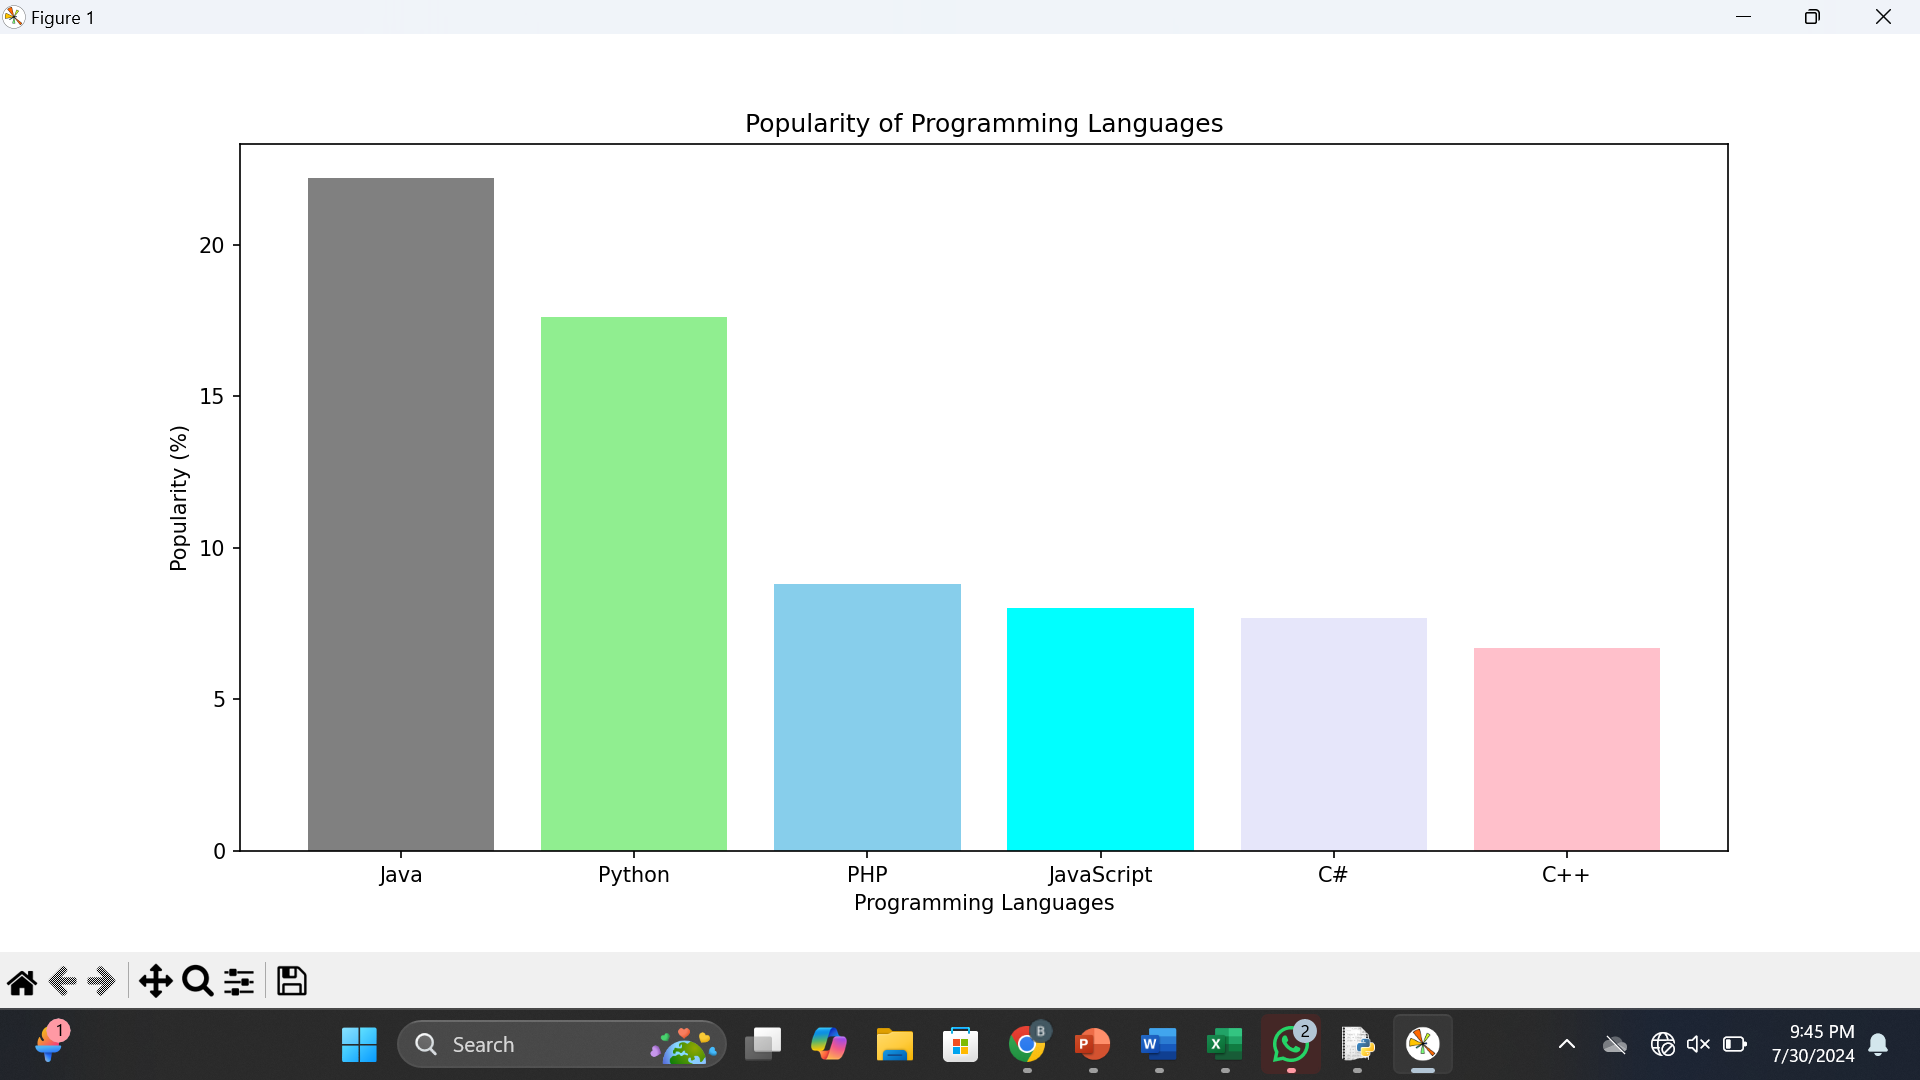 Figure 1
Popularity of Programming Languages
20
15
10
5
0
Popularity (%)
Java Python PHP JavaScript C# C++
Programming Languages
1
Search
B
P
W
X
2
9:45 PM
7/30/2024